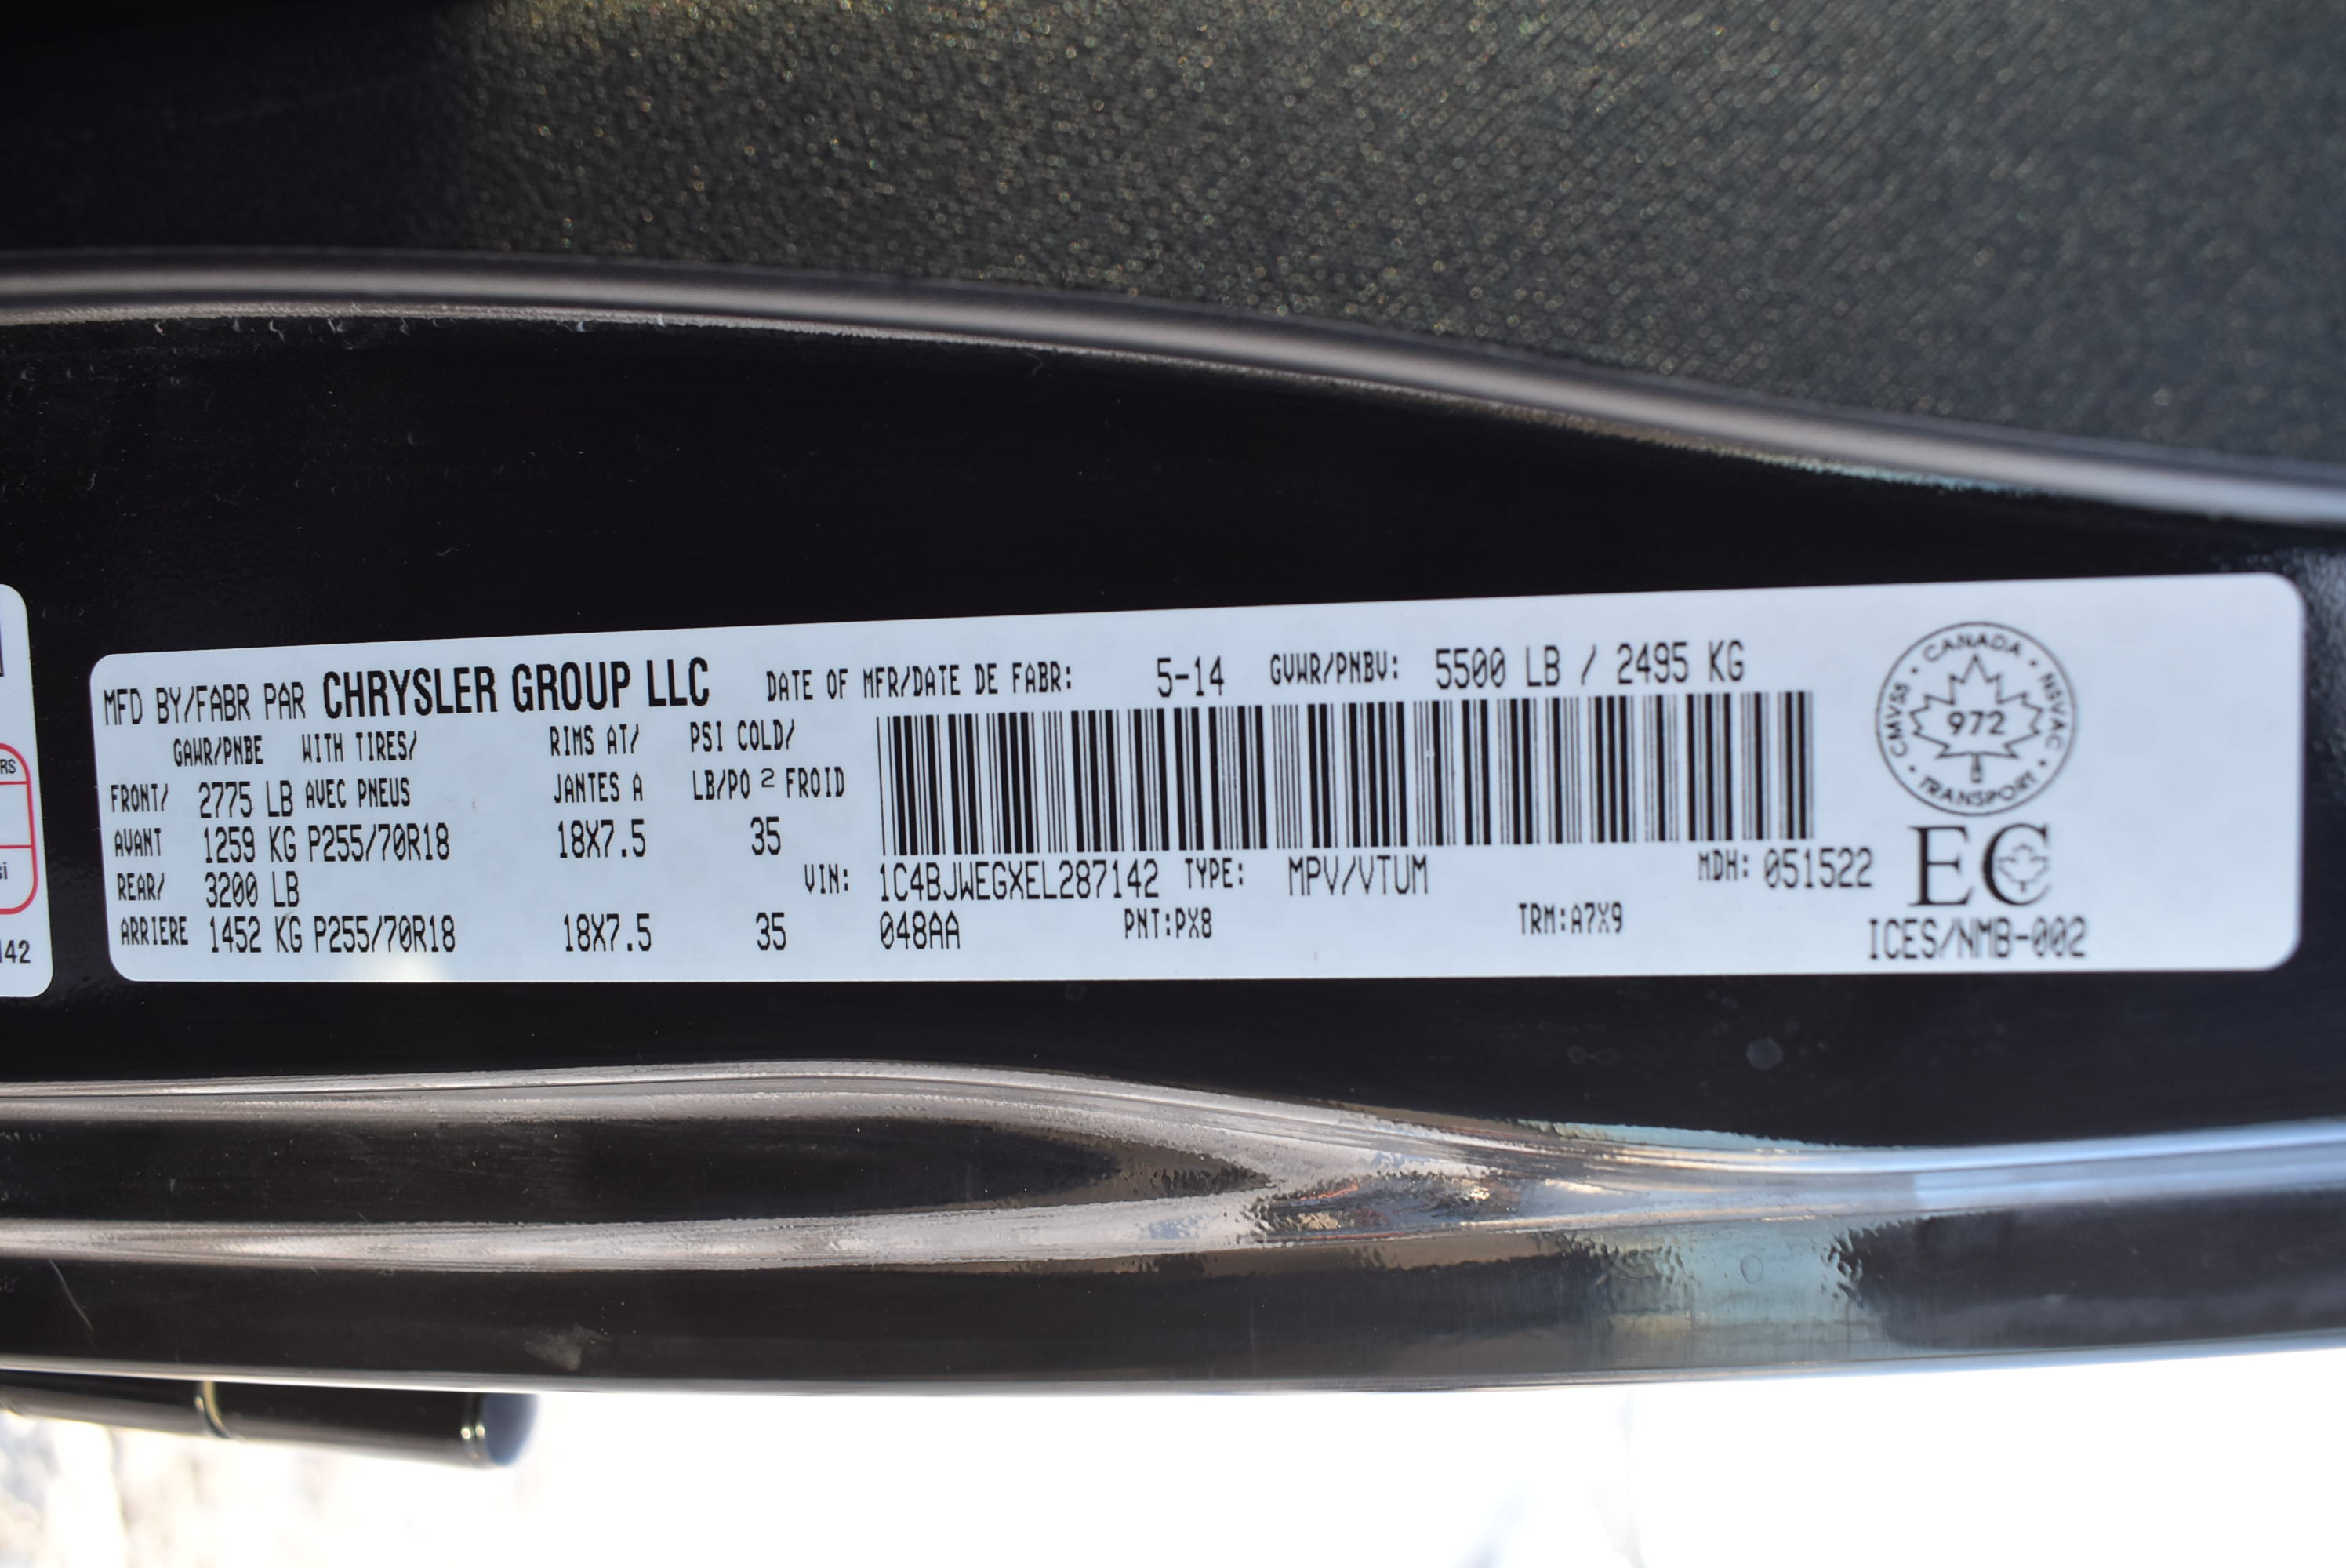 MFD BY/FABR PAR CHRYSLER GROUP LLC DATE OF MFR/DATE DE FABR: 5-14 GVWR/PNBV: 5500 LB / 2495 KG
GAWR/PNBE WITH TIRES/ RIMS AT/ PSI COLD/
FRONT/ 2775 LB AVEC PNEUS JANTES A LB/PO 2 FROID
AVANT 1259 KG P255/70R18 18X7.5 35
REAR/ 3200 LB VIN: 1C4BJWEGXEL287142 TYPE: MPV/VTUM MDH: 051522
ARRIERE 1452 KG P255/70R18 18X7.5 35 048AA PNT:PX8 TRM:A7X9
CANADA • NSVAC • TRANSPORT • CMVSS •
972
EC
ICES/NMB-002
RS
si
142